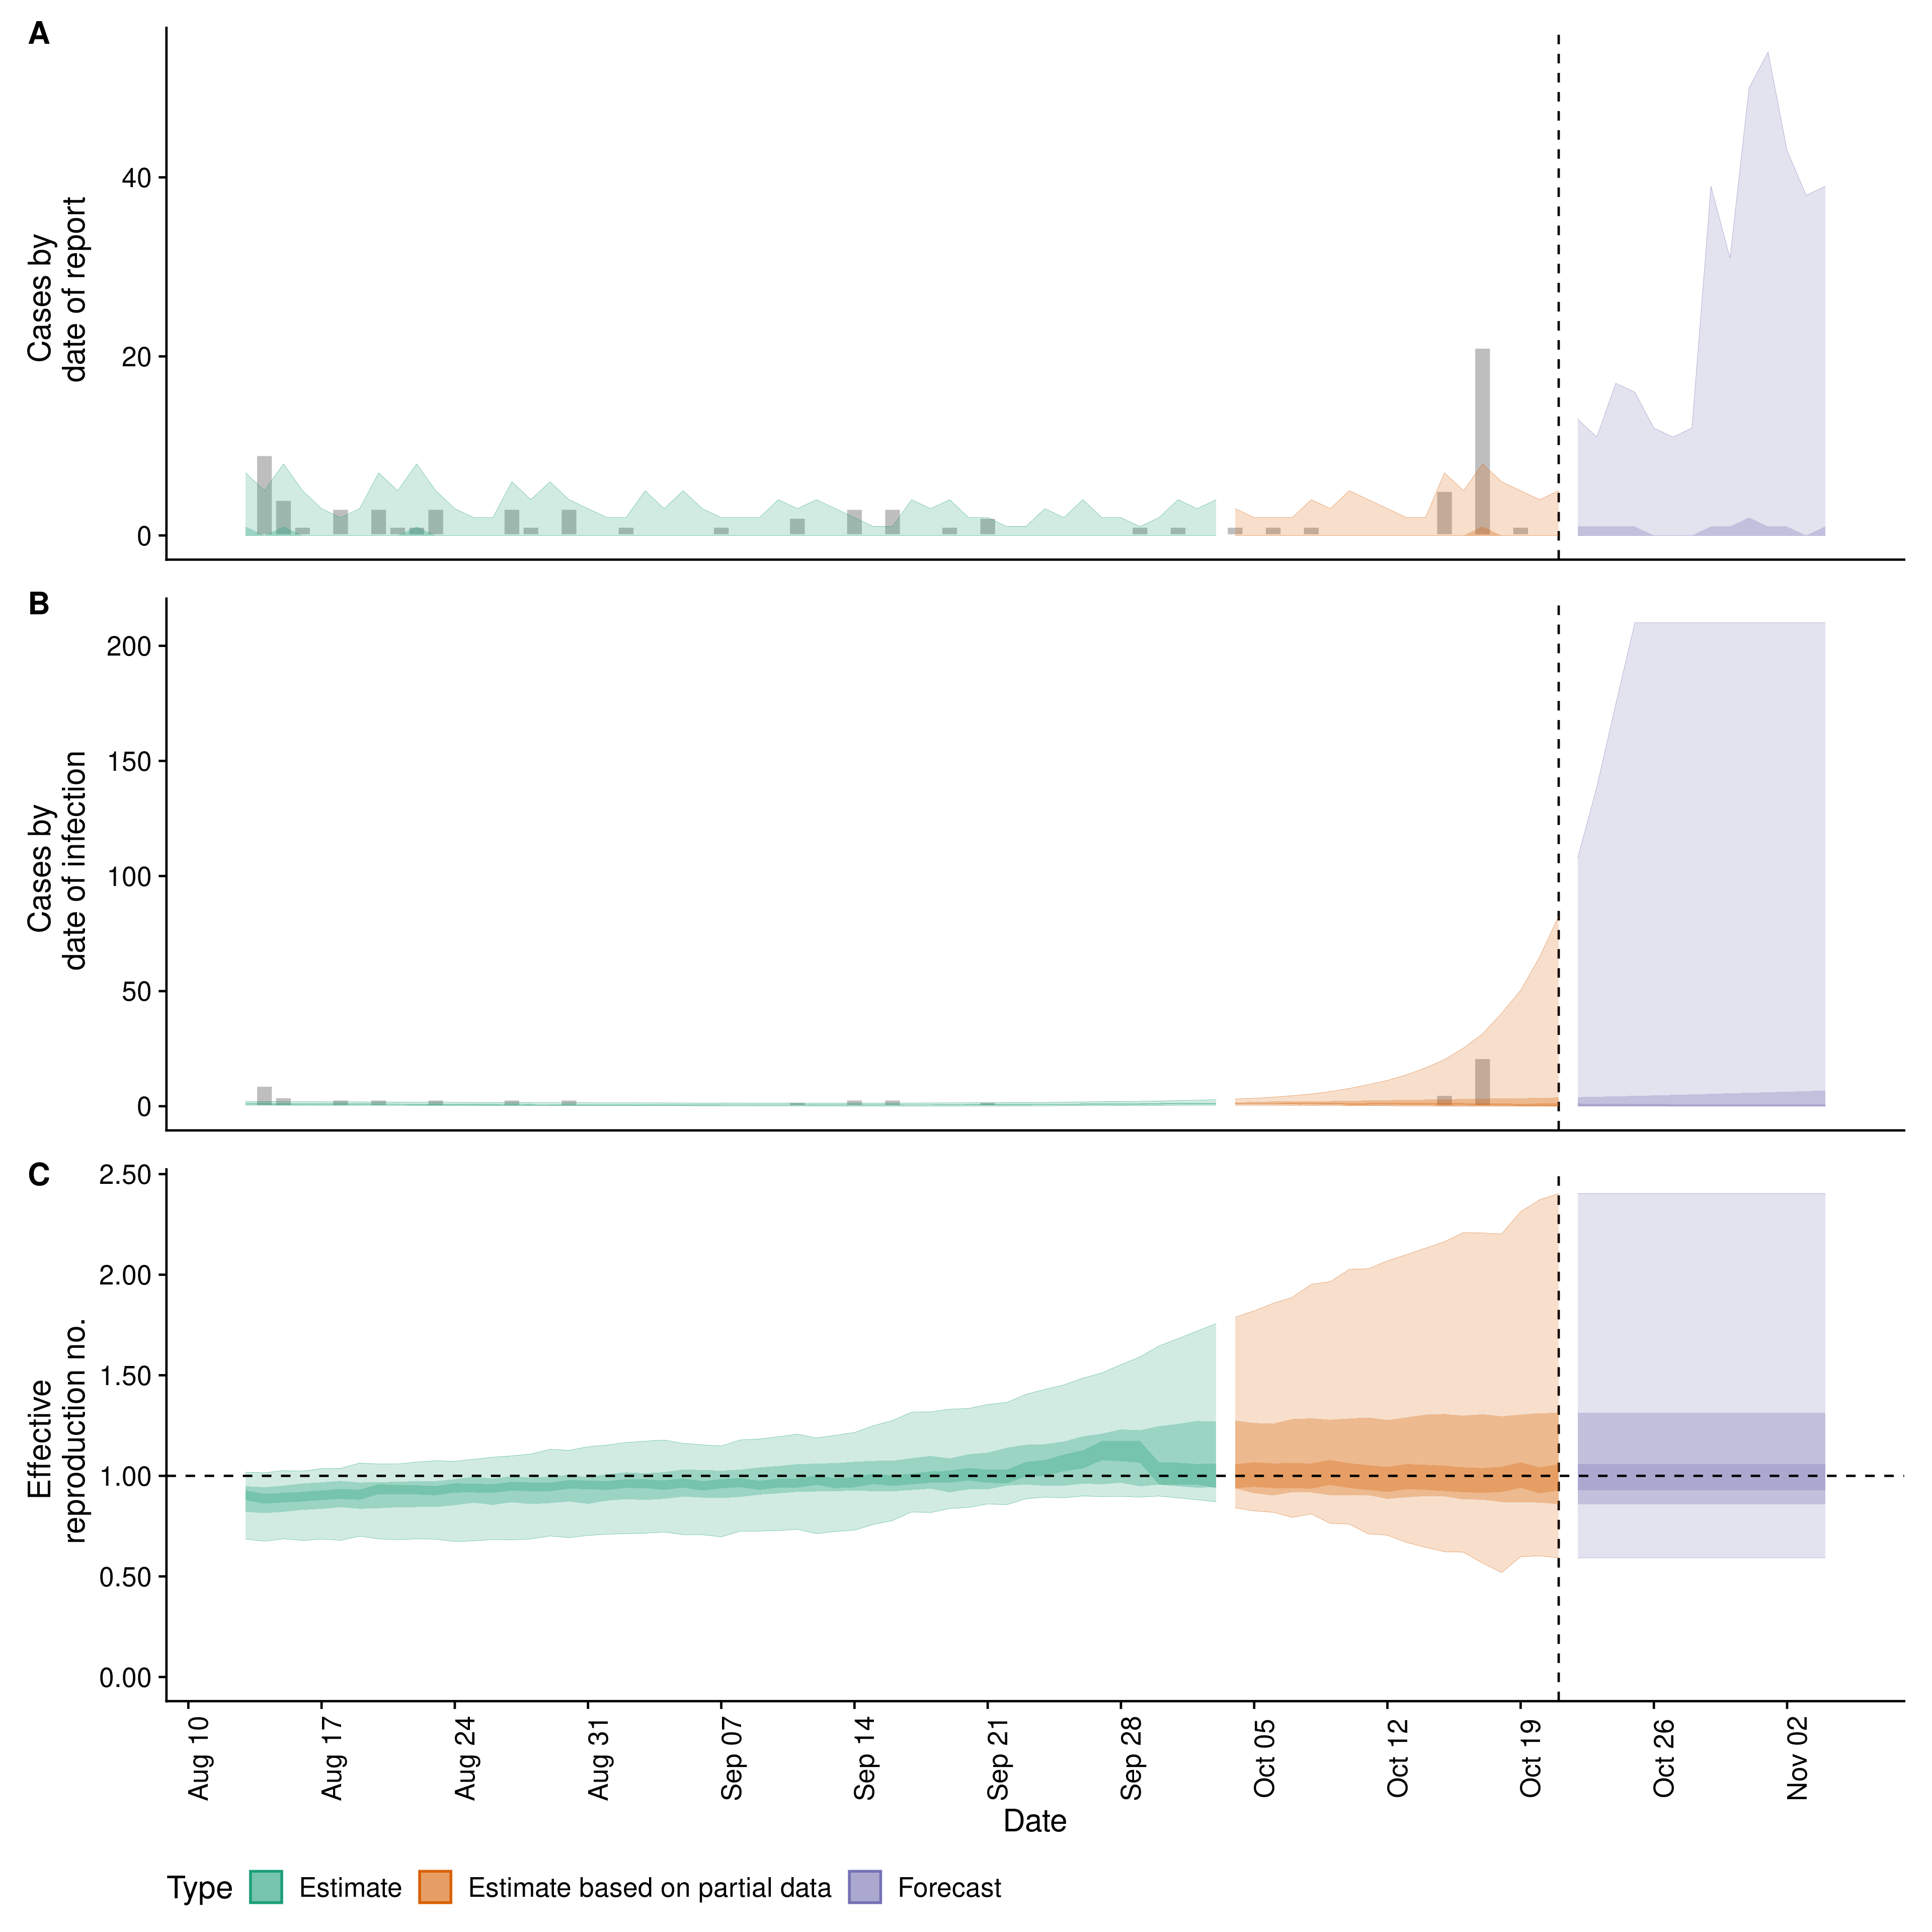 A
Cases by
date of report
40
20
0
B
Cases by
date of infection
200
150
100
50
0
C
Effective
reproduction no.
2.50
2.00
1.50
1.00
0.50
0.00
Aug 10 Aug 17 Aug 24 Aug 31 Sep 07 Sep 14 Sep 21 Sep 28 Oct 05 Oct 12 Oct 19 Oct 26 Nov 02
Date
Type Estimate Estimate based on partial data Forecast